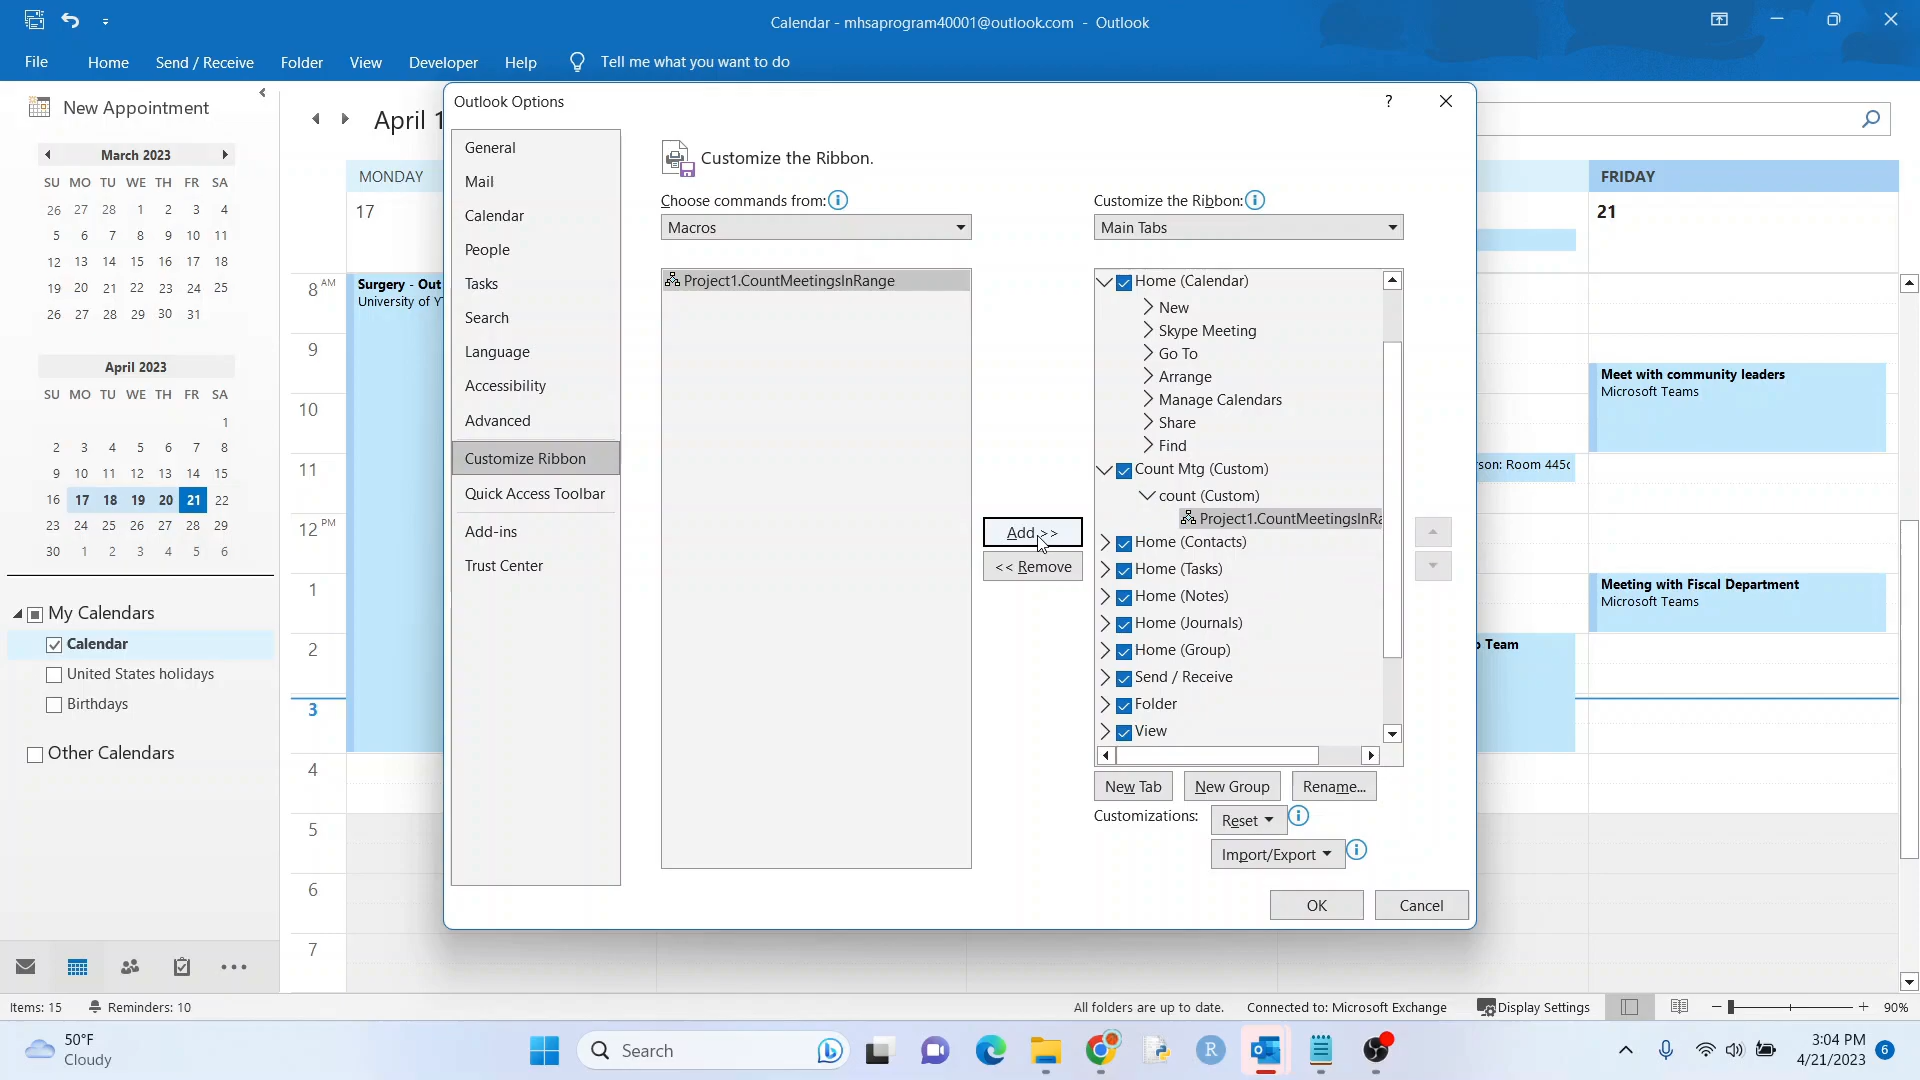 Calendar - mhsaprogram40001@outlook.com - Outlook
File Home Send / Receive Folder View Developer Help Tell me what you want to do
New Appointment
March 2023
SU MO TU WE TH FR SA
26 27 28 1 2 3 4
5 6 7 8 9 10 11
12 13 14 15 16 17 18
19 20 21 22 23 24 25
26 27 28 29 30 31
April 2023
SU MO TU WE TH FR SA
1
2 3 4 5 6 7 8
9 10 11 12 13 14 15
16 17 18 19 20 21 22
23 24 25 26 27 28 29
30 1 2 3 4 5 6
My Calendars
Calendar
United States holidays
Birthdays
Other Calendars
April 1
MONDAY
17
8 AM
9
10
11
12 PM
1
2
3
4
5
6
7
Surgery - Out
University of
Outlook Options
?
General
Mail
Calendar
People
Tasks
Search
Language
Accessibility
Advanced
Customize Ribbon
Quick Access Toolbar
Add-ins
Trust Center
Customize the Ribbon.
Choose commands from:
Macros
Project1.CountMeetingsInRange
Add >>
<< Remove
Customize the Ribbon:
Main Tabs
Home (Calendar)
New
Skype Meeting
Go To
Arrange
Manage Calendars
Share
Find
Count Mtg (Custom)
count (Custom)
Project1.CountMeetingsInRa
Home (Contacts)
Home (Tasks)
Home (Notes)
Home (Journals)
Home (Group)
Send / Receive
Folder
View
New Tab New Group Rename...
Customizations: Reset
Import/Export
OK Cancel
FRIDAY
21
Meet with community leaders
Microsoft Teams
son: Room 445c
Meeting with Fiscal Department
Microsoft Teams
Team
Items: 15 Reminders: 10
All folders are up to date. Connected to: Microsoft Exchange Display Settings 90%
50°F
Cloudy
Search
3:04 PM
4/21/2023
6